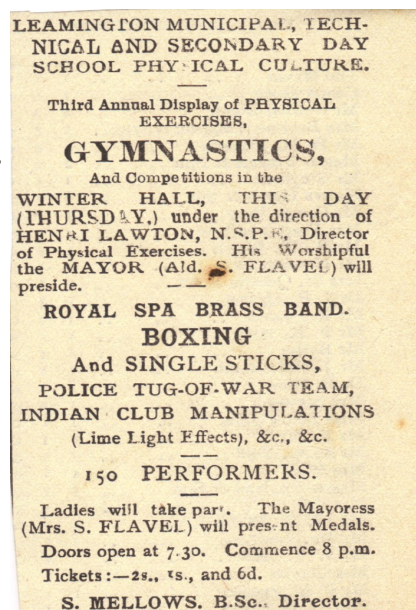 LEAMINGTON MUNICIPAL, TECH-
NICAL AND SECONDARY DAY
SCHOOL PHYSICAL CULTURE.
Third Annual Display of PHYSICAL
EXERCISES,
GYMNASTICS,
And Competitions in the
WINTER HALL, THIS DAY
(THURSDAY,) under the direction of
HENRI LAWTON, N.S.P.E, Director
of Physical Exercises. His Worshipful
the MAYOR (Ald. S. FLAVEL) will
preside.
ROYAL SPA BRASS BAND.
BOXING
And SINGLE STICKS,
POLICE TUG-OF-WAR TEAM,
INDIAN CLUB MANIPULATIONS
(Lime Light Effects), &c., &c.
150 PERFORMERS.
Ladies will take part. The Mayoress
(Mrs. S. FLAVEL) will present Medals.
Doors open at 7.30. Commence 8 p.m.
Tickets:—2s., 1s., and 6d.
S. MELLOWS. B.Sc., Director.